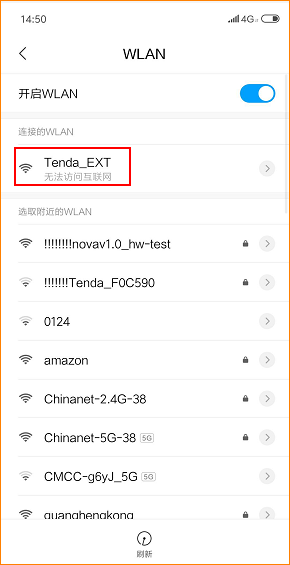 14:50
4G
WLAN
开启WLAN
连接的WLAN
Tenda_EXT
无法访问互联网
选取附近的WLAN
!!!!!!!!novav1.0_hw-test
!!!!!!!Tenda_F0C590
0124
amazon
Chinanet-2.4G-38
Chinanet-5G-38 5G
CMCC-g6yJ_5G 5G
guanghengkong
刷新